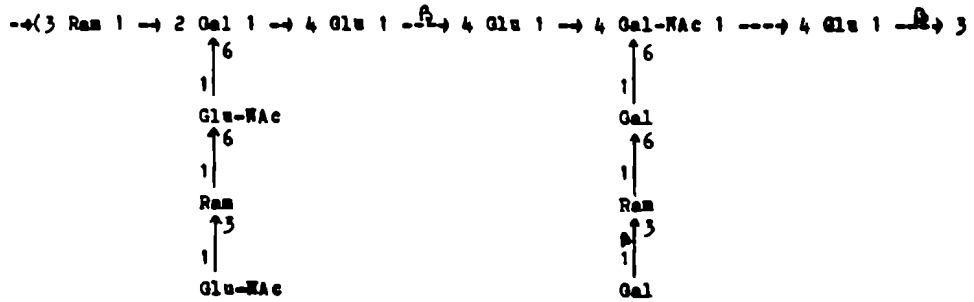 →(3 Ram 1 → 2 Gal 1 → 4 Glu 1 β→ 4 Glu 1 → 4 Gal-NAc 1 → 4 Glu 1 β→ 3
6 6
1 1
Glu-NAc Gal
6 6
1 1
Ram Ram
3 3
1 β 1
Glu-NAc Gal